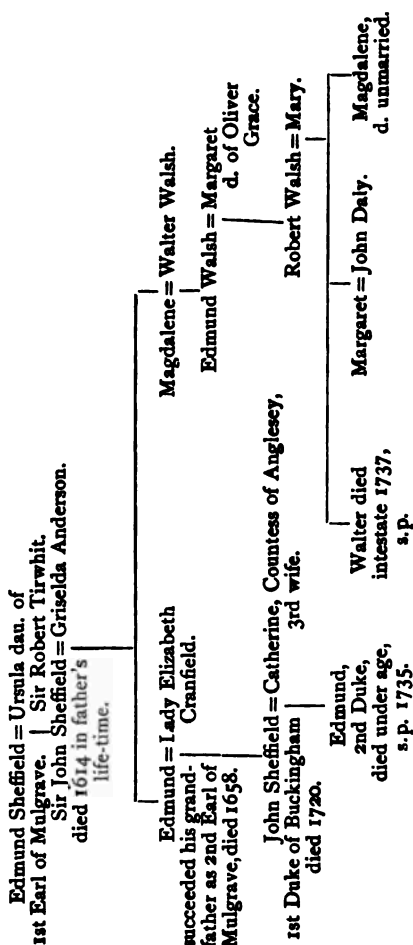 Edmund Sheffield = Ursula dau. of
1st Earl of Mulgrave. | Sir Robert Tirwhit.
Sir John Sheffield = Griselda Anderson.
died 1614 in father's
life-time.
Edmund = Lady Elizabeth
Cranfield.
succeeded his grand-
father as 2nd Earl of
Mulgrave, died 1658.
Magdalene = Walter Walsh.
Edmund Walsh = Margaret
d. of Oliver
Grace.
John Sheffield = Catherine, Countess of Anglesey,
3rd wife.
1st Duke of Buckingham
died 1720.
Robert Walsh = Mary.
Edmund,
2nd Duke,
died under age,
s.p. 1735.
Walter died
intestate 1737,
s.p.
Margaret = John Daly.
Magdalene,
d. unmarried.